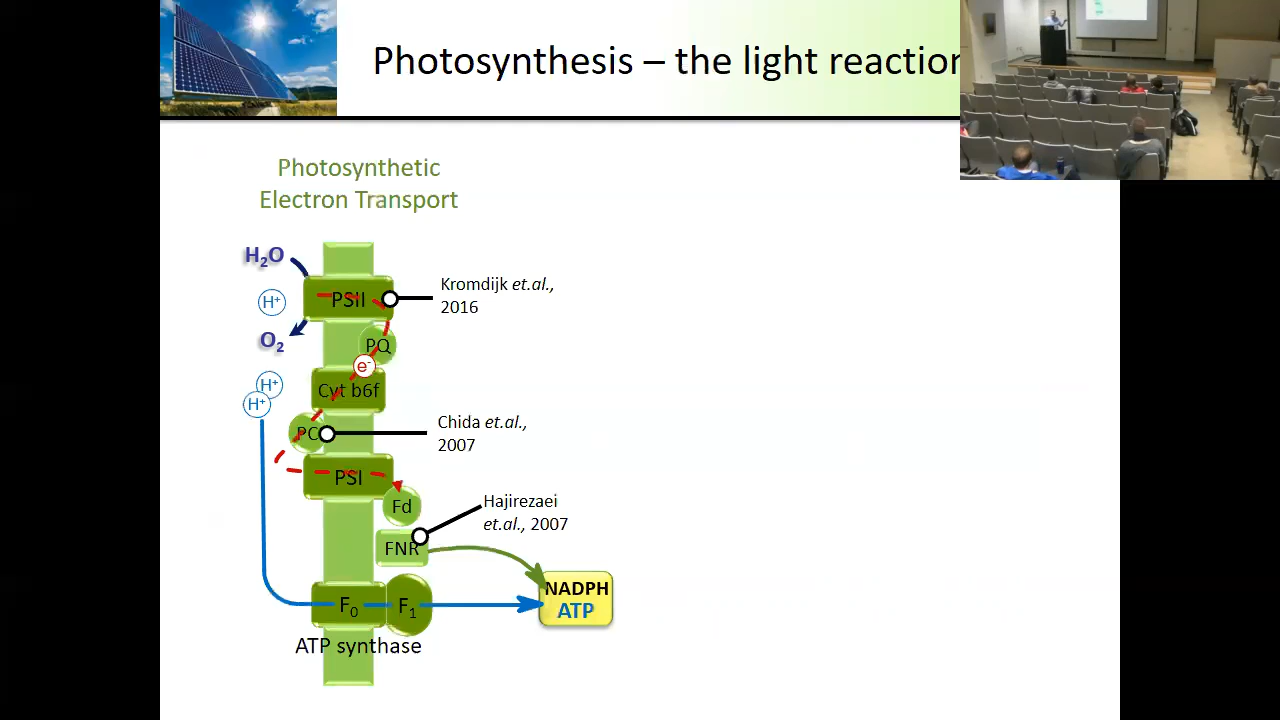 Photosynthesis – the light reaction
Photosynthetic
Electron Transport
H₂O
H⁺
O₂
PSII
Kromdijk et.al.,
2016
PQ
e⁻
H⁺
H⁺
Cyt b6f
PC
Chida et.al.,
2007
PSI
Fd
Hajirezaei
et.al., 2007
FNR
NADPH
ATP
F₀
F₁
ATP synthase